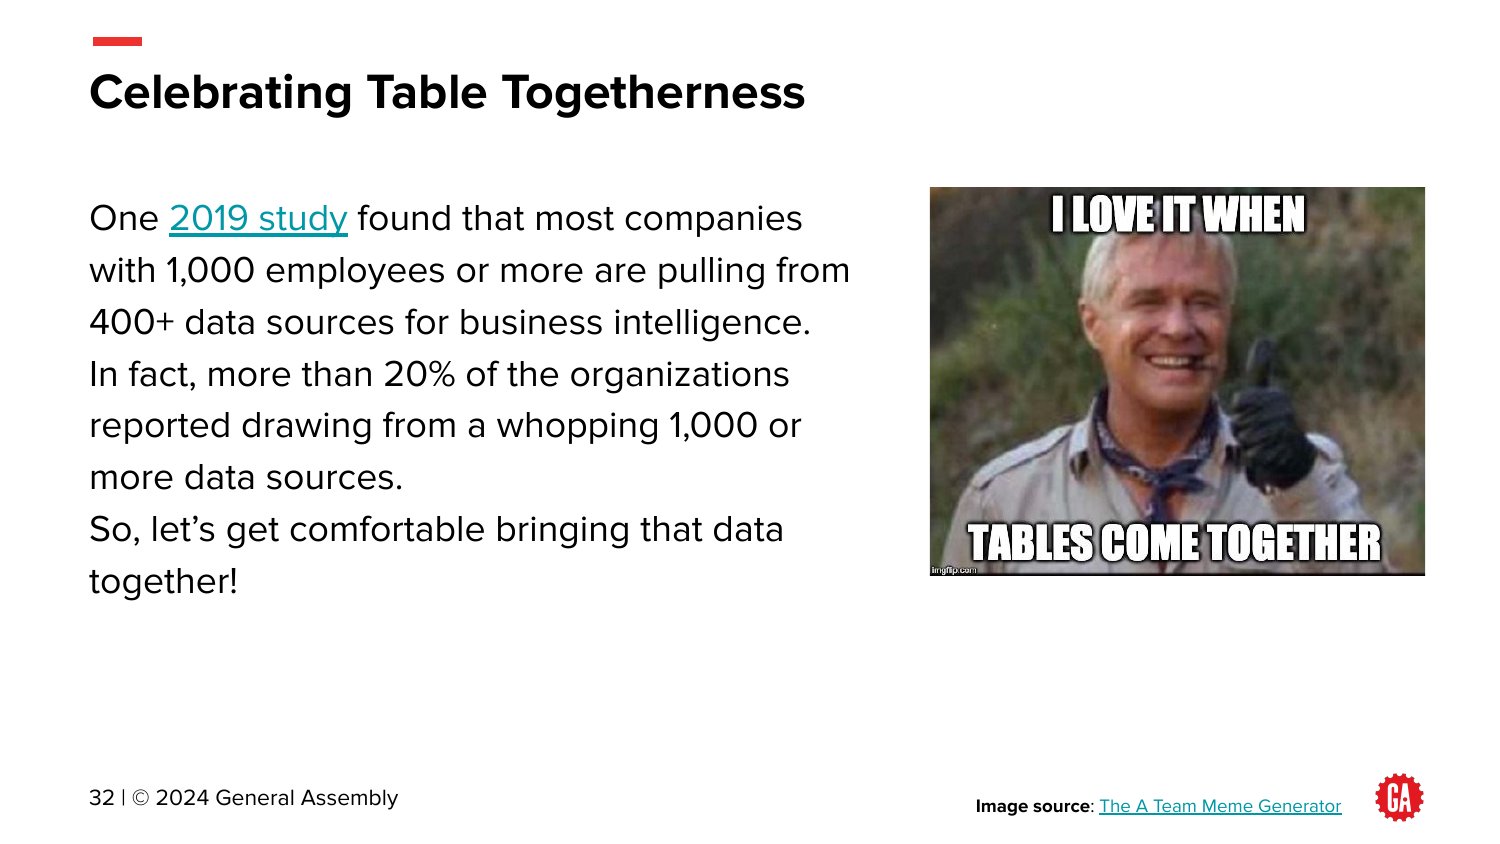 Celebrating Table Togetherness
One 2019 study found that most companies
with 1,000 employees or more are pulling from
400+ data sources for business intelligence.
In fact, more than 20% of the organizations
reported drawing from a whopping 1,000 or
more data sources.
So, let’s get comfortable bringing that data
together!
I LOVE IT WHEN
TABLES COME TOGETHER
imgflip.com
32 | © 2024 General Assembly
Image source: The A Team Meme Generator
GA